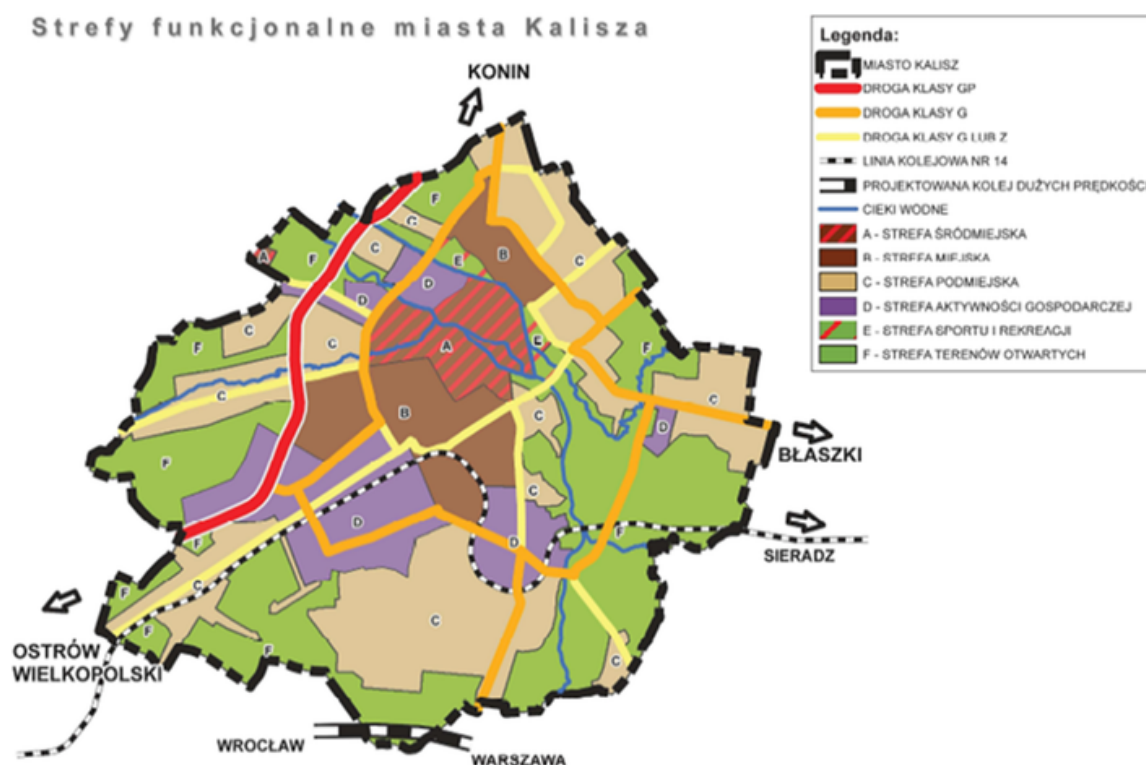 Strefy funkcjonalne miasta Kalisza
KONIN
F
C
F
B
C
E
C
A
F
D
D
C
C
F
A
E
F
C
C
B
C
D
F
C
D
C
D
F
F
C
F
F
C
F
C
BŁASZKI
SIERADZ
OSTRÓW
WIELKOPOLSKI
WROCŁAW
WARSZAWA
Legenda:
MIASTO KALISZ
DROGA KLASY GP
DROGA KLASY G
DROGA KLASY G LUB Z
LINIA KOLEJOWA NR 14
PROJEKTOWANA KOLEJ DUŻYCH PRĘDKOŚCI
CIEKI WODNE
A - STREFA ŚRÓDMIEJSKA
B - STREFA MIEJSKA
C - STREFA PODMIEJSKA
D - STREFA AKTYWNOŚCI GOSPODARCZEJ
E - STREFA SPORTU I REKREACJI
F - STREFA TERENÓW OTWARTYCH